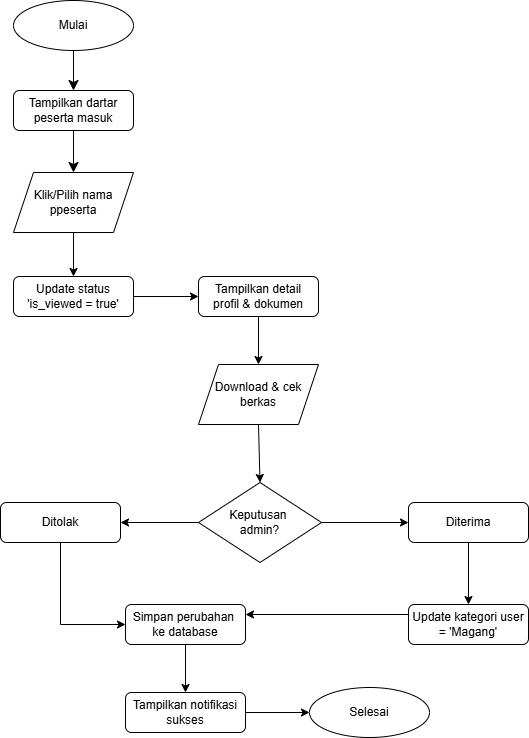 Mulai
Tampilkan dartar
peserta masuk
Klik/Pilih nama
ppeserta
Update status
'is_viewed = true'
Tampilkan detail
profil & dokumen
Download & cek
berkas
Keputusan
admin?
Ditolak
Diterima
Simpan perubahan
ke database
Update kategori user
= 'Magang'
Tampilkan notifikasi
sukses
Selesai